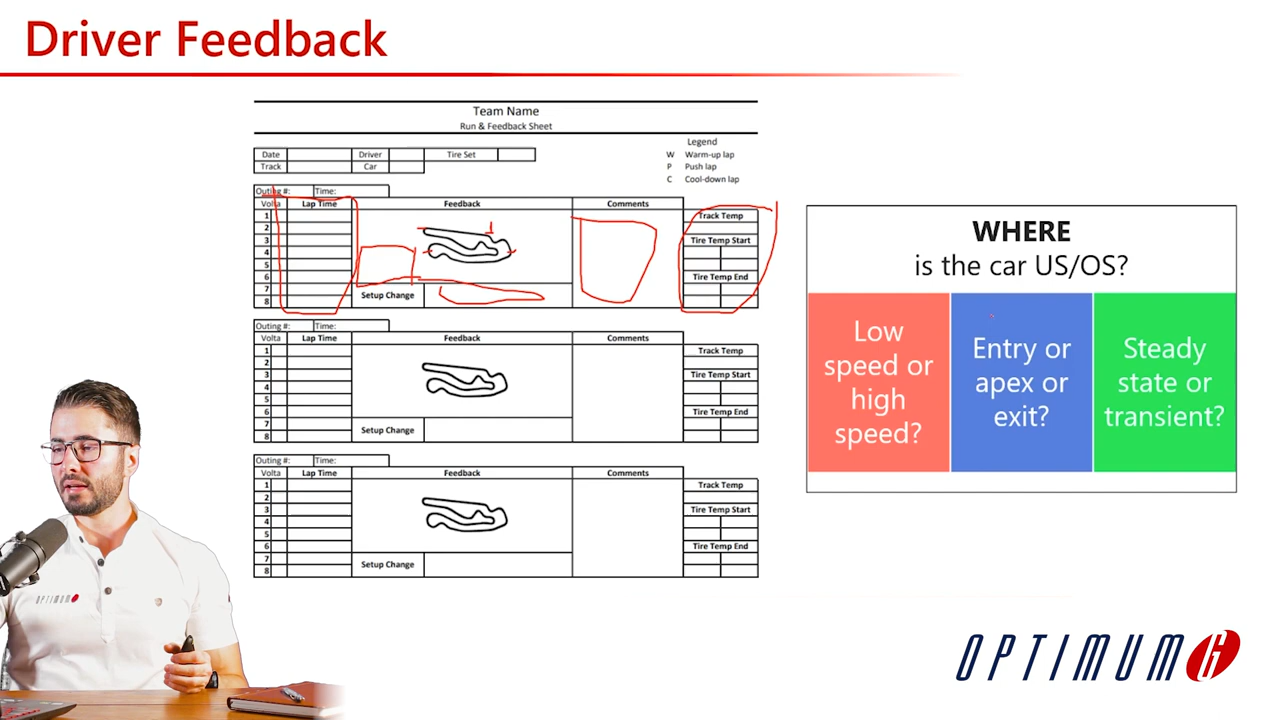 Driver Feedback
Team Name
Run & Feedback Sheet
Legend
W Warm-up lap
P Push lap
C Cool-down lap
Date Driver Tire Set
Track Car
Outing #: Time:
Volta Lap Time Feedback Comments
1 Track Temp
2
3 Tire Temp Start
4
5
6 Tire Temp End
7
Setup Change
8
Outing #: Time:
Volta Lap Time Feedback Comments
1 Track Temp
2
3 Tire Temp Start
4
5
6 Tire Temp End
7
Setup Change
8
Outing #: Time:
Volta Lap Time Feedback Comments
1 Track Temp
2
3 Tire Temp Start
4
5
6 Tire Temp End
7
Setup Change
8
WHERE
is the car US/OS?
Low
speed or
high
speed?
Entry or
apex or
exit?
Steady
state or
transient?
OPTIMUMG
OPTIMUMG